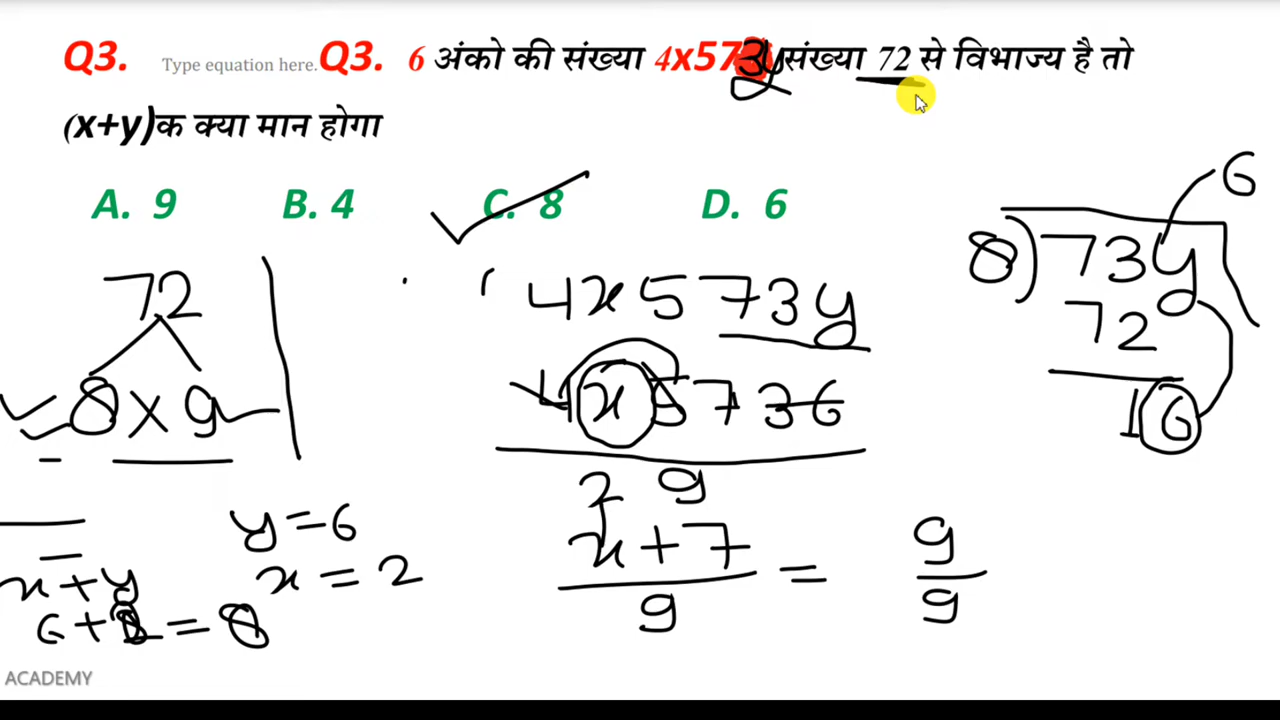 Q3. Type equation here. Q3. 6 अंको की संख्या 4x573y संख्या 72 से विभाज्य है तो
(x+y)क क्या मान होगा
A. 9 B. 4 C. 8 D. 6
72
8 × 9
4x573y
4x5736
2 9
x + 7
9
=
9
9
6
8) 73y
72
16
y = 6
x = 2
x + y
6 + 2 = 8
ACADEMY